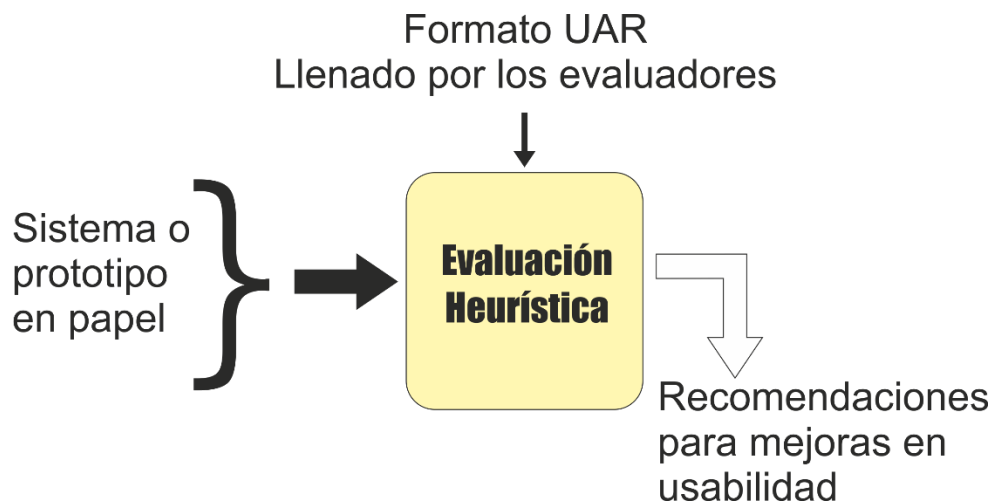 Formato UAR
Llenado por los evaluadores
Sistema o
prototipo
en papel
Evaluación
Heurística
Recomendaciones
para mejoras en
usabilidad